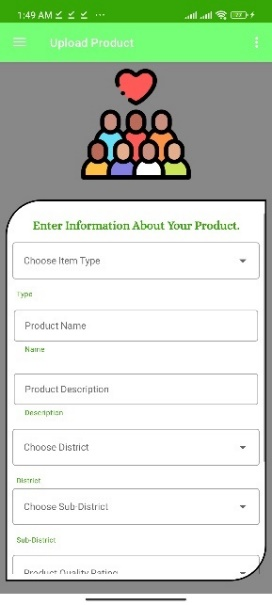 1:49 AM
Upload Product
Enter Information About Your Product.
Choose Item Type
Type
Product Name
Name
Product Description
Description
Choose District
District
Choose Sub-District
Sub-District
Product Quality Rating